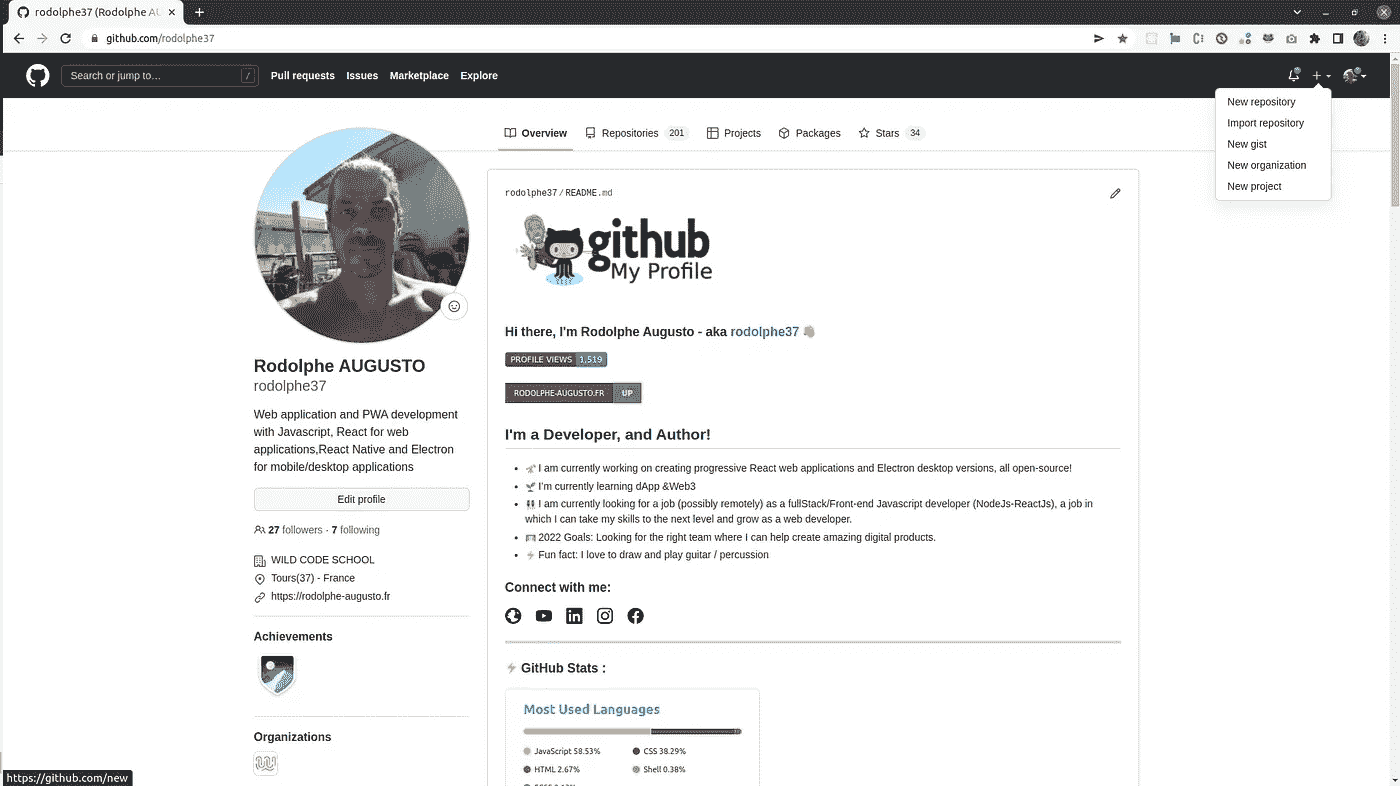 rodolphe37 (Rodolphe AU
github.com/rodolphe37
Search or jump to… /
Pull requests Issues Marketplace Explore
New repository
Import repository
New gist
New organization
New project
Overview Repositories 201 Projects Packages Stars 34
rodolphe37/README.md
github
My Profile
Hi there, I'm Rodolphe Augusto - aka rodolphe37
PROFILE VIEWS 1,519
RODOLPHE-AUGUSTO.FR UP
I'm a Developer, and Author!
I am currently working on creating progressive React web applications and Electron desktop versions, all open-source!
I'm currently learning dApp &Web3
I am currently looking for a job (possibly remotely) as a fullStack/Front-end Javascript developer (NodeJs-ReactJs), a job in
which I can take my skills to the next level and grow as a web developer.
2022 Goals: Looking for the right team where I can help create amazing digital products.
Fun fact: I love to draw and play guitar / percussion
Connect with me:
GitHub Stats :
Most Used Languages
JavaScript 58.53% CSS 38.29%
HTML 2.67% Shell 0.38%
Rodolphe AUGUSTO
rodolphe37
Web application and PWA development
with Javascript, React for web
applications,React Native and Electron
for mobile/desktop applications
Edit profile
27 followers · 7 following
WILD CODE SCHOOL
Tours(37) - France
https://rodolphe-augusto.fr
Achievements
Organizations
https://github.com/new